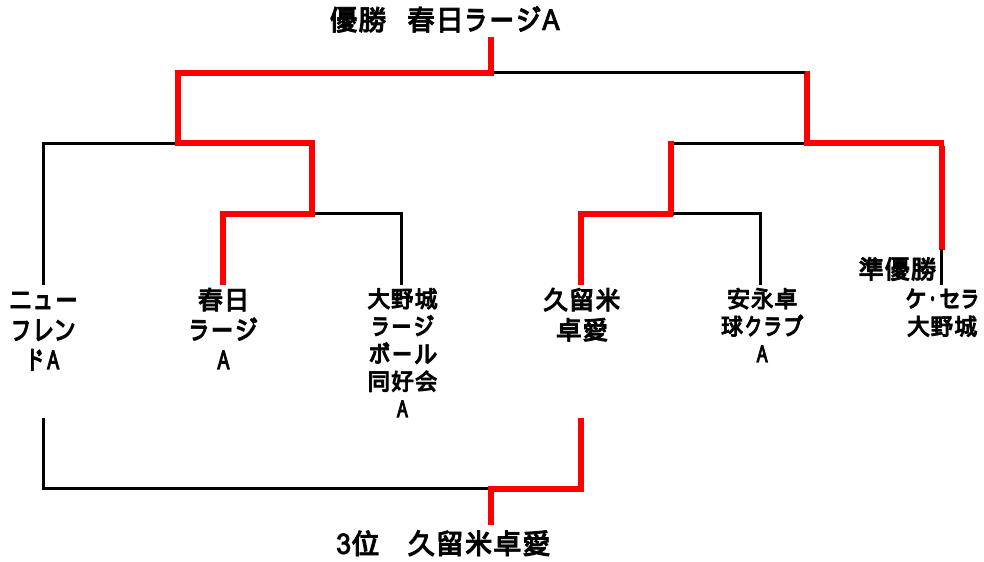 優勝 春日ラージA
準優勝
ニュー
フレン
ドA
春日
ラージ
A
大野城
ラージ
ボール
同好会
A
久留米
卓愛
安永卓
球クラブ
A
ケ・セラ
大野城
3位 久留米卓愛